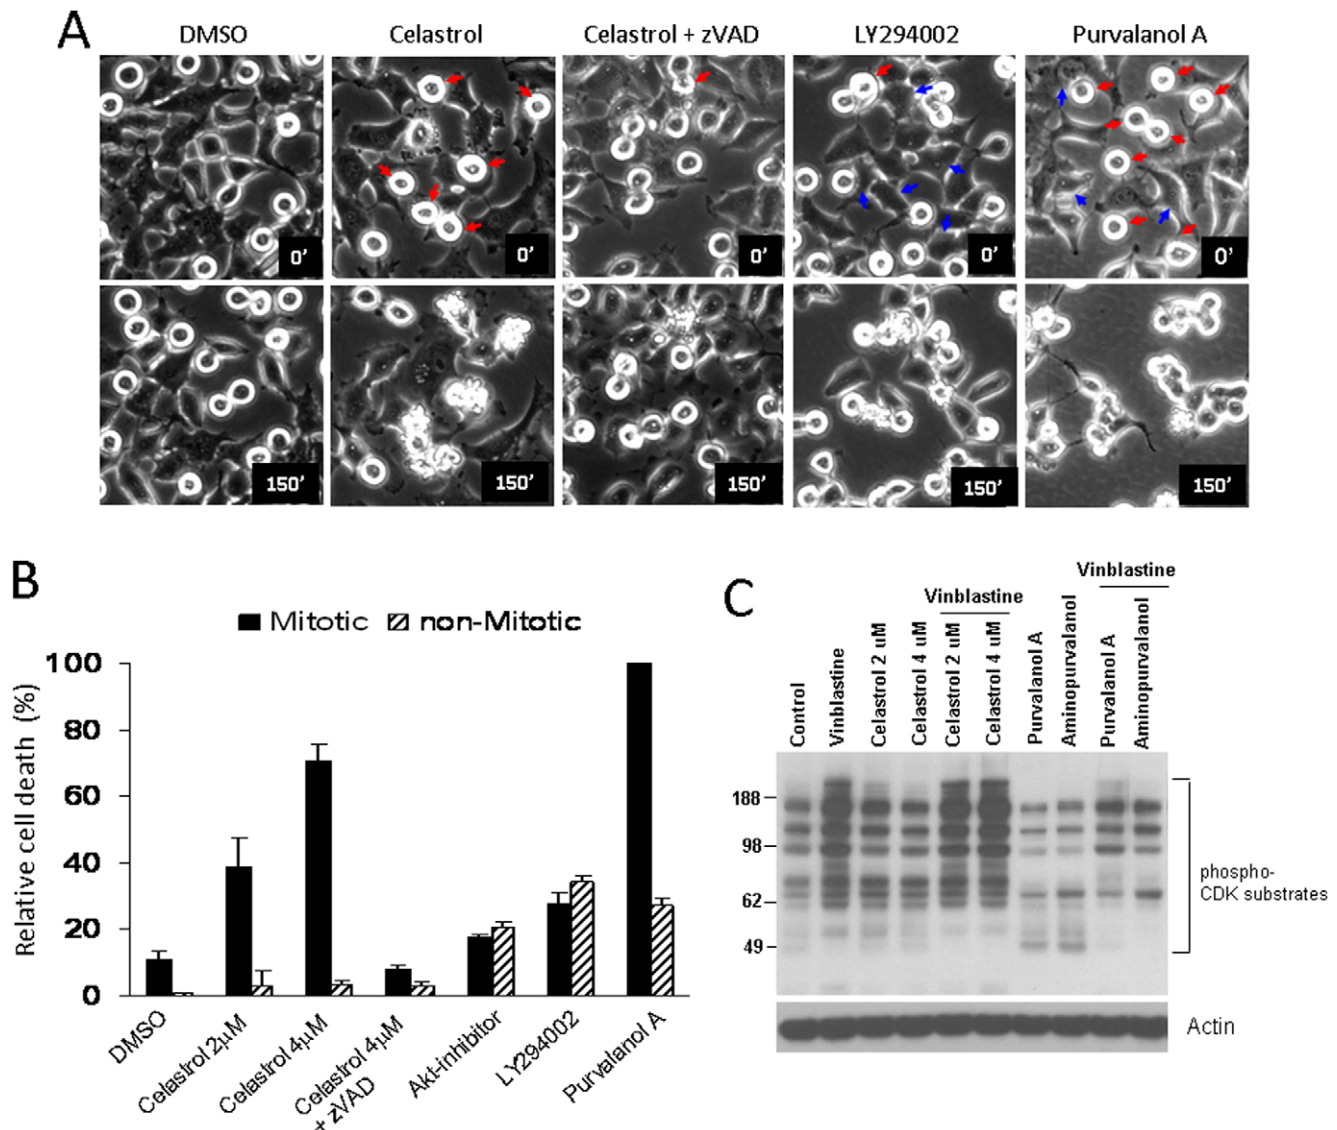 A
DMSO
Celastrol
Celastrol + zVAD
LY294002
Purvalanol A
0'
0'
0'
0'
0'
150'
150'
150'
150'
150'
B
Mitotic
non-Mitotic
Relative cell death (%)
100
80
60
40
20
0
DMSO
Celastrol 2μM
Celastrol 4μM
Celastrol 4μM
+ zVAD
Akt-inhibitor
LY294002
Purvalanol A
C
Vinblastine
Vinblastine
Control
Vinblastine
Celastrol 2 uM
Celastrol 4 uM
Celastrol 2 uM
Celastrol 4 uM
Purvalanol A
Aminopurvalanol
Purvalanol A
Aminopurvalanol
188
98
62
49
phospho-
CDK substrates
Actin